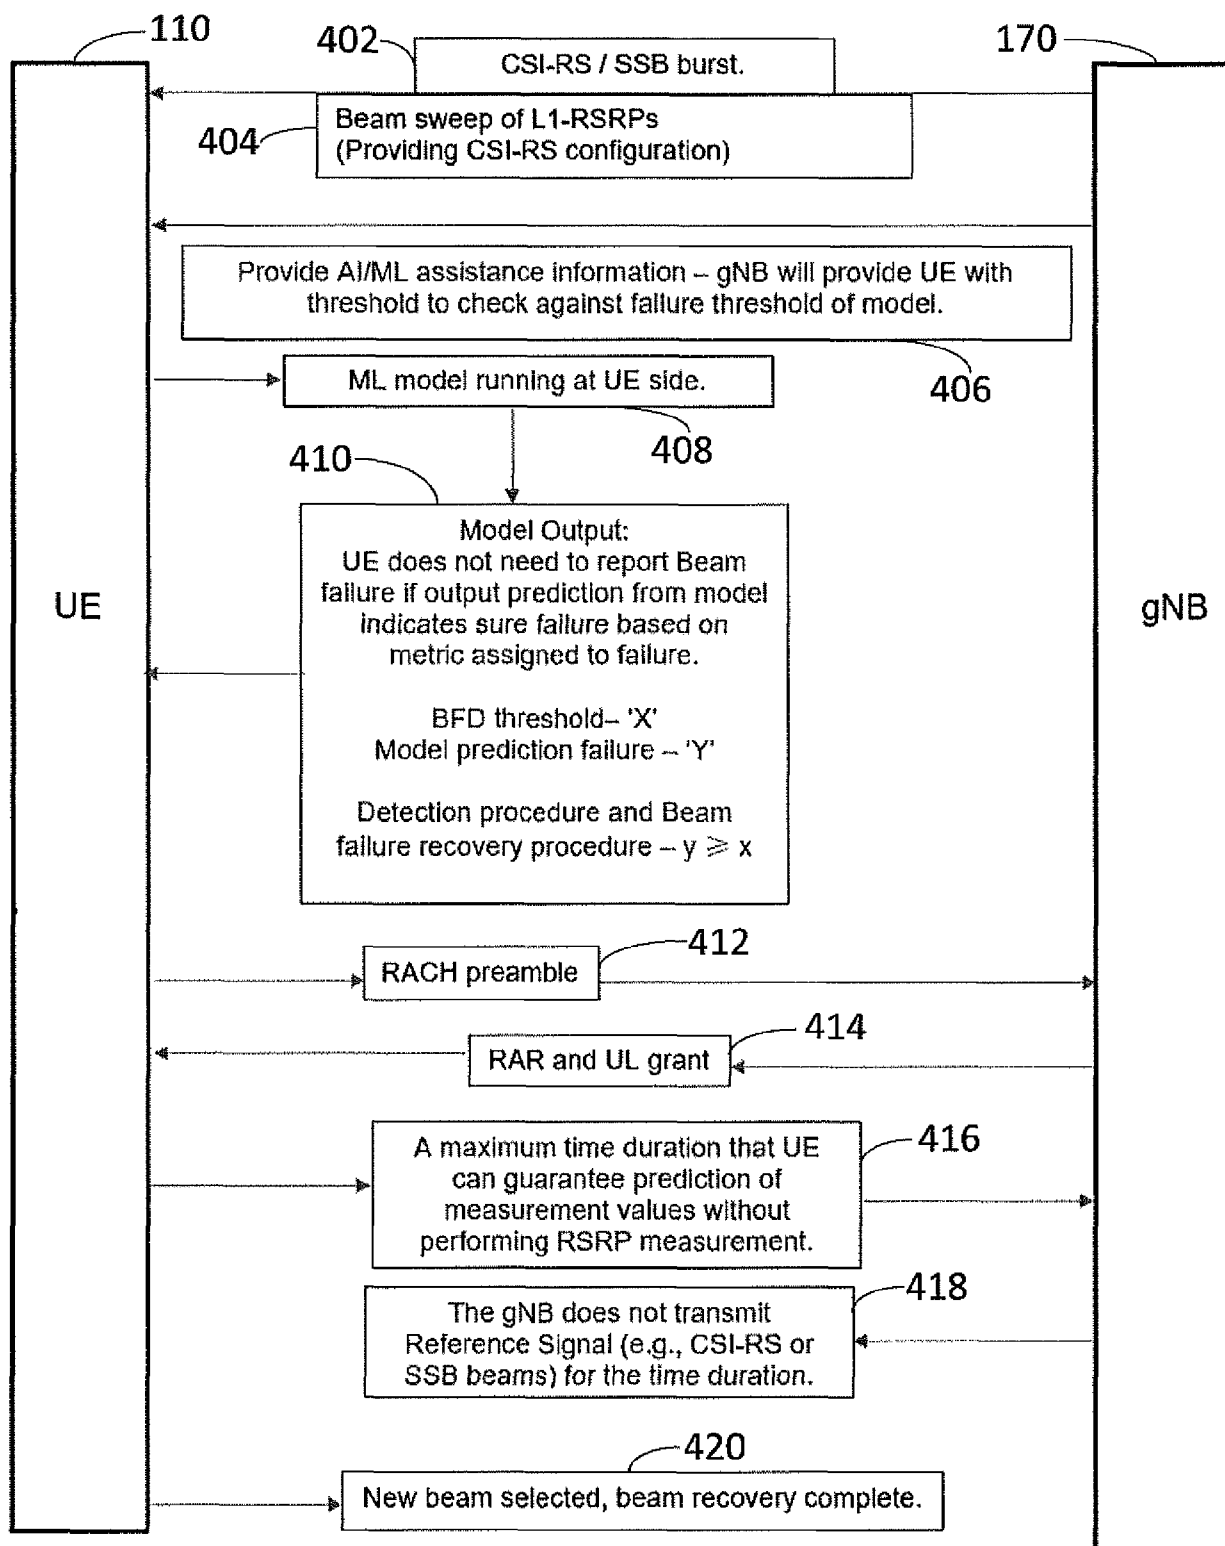 110
402
170
CSI-RS / SSB burst.
404
Beam sweep of L1-RSRPs
(Providing CSI-RS configuration)
Provide AI/ML assistance information – gNB will provide UE with
threshold to check against failure threshold of model.
406
ML model running at UE side.
408
410
Model Output:
UE does not need to report Beam
failure if output prediction from model
indicates sure failure based on
metric assigned to failure.
BFD threshold– 'X'
Model prediction failure – 'Y'
Detection procedure and Beam
failure recovery procedure – y ⩾ x
UE
gNB
412
RACH preamble
414
RAR and UL grant
416
A maximum time duration that UE
can guarantee prediction of
measurement values without
performing RSRP measurement.
418
The gNB does not transmit
Reference Signal (e.g., CSI-RS or
SSB beams) for the time duration.
420
New beam selected, beam recovery complete.